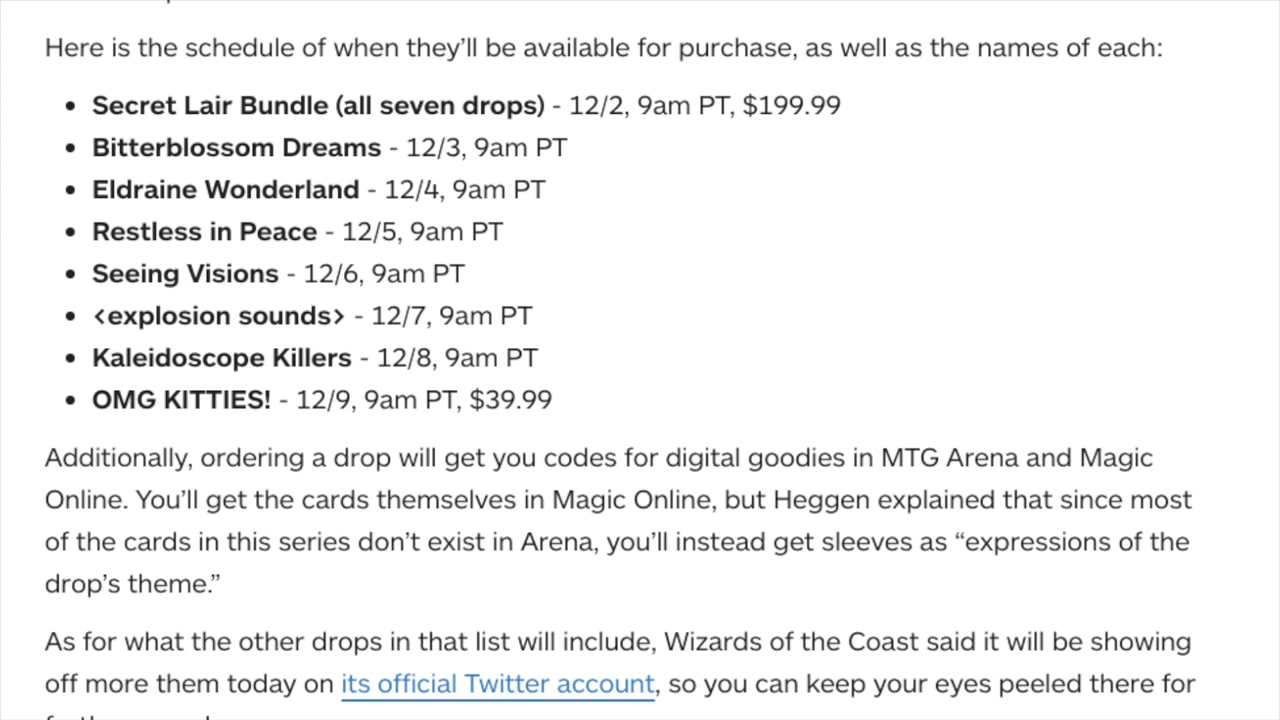 Here is the schedule of when they’ll be available for purchase, as well as the names of each:
• Secret Lair Bundle (all seven drops) - 12/2, 9am PT, $199.99
• Bitterblossom Dreams - 12/3, 9am PT
• Eldraine Wonderland - 12/4, 9am PT
• Restless in Peace - 12/5, 9am PT
• Seeing Visions - 12/6, 9am PT
• <explosion sounds> - 12/7, 9am PT
• Kaleidoscope Killers - 12/8, 9am PT
• OMG KITTIES! - 12/9, 9am PT, $39.99
Additionally, ordering a drop will get you codes for digital goodies in MTG Arena and Magic
Online. You’ll get the cards themselves in Magic Online, but Heggen explained that since most
of the cards in this series don’t exist in Arena, you’ll instead get sleeves as “expressions of the
drop’s theme.”
As for what the other drops in that list will include, Wizards of the Coast said it will be showing
off more them today on its official Twitter account, so you can keep your eyes peeled there for